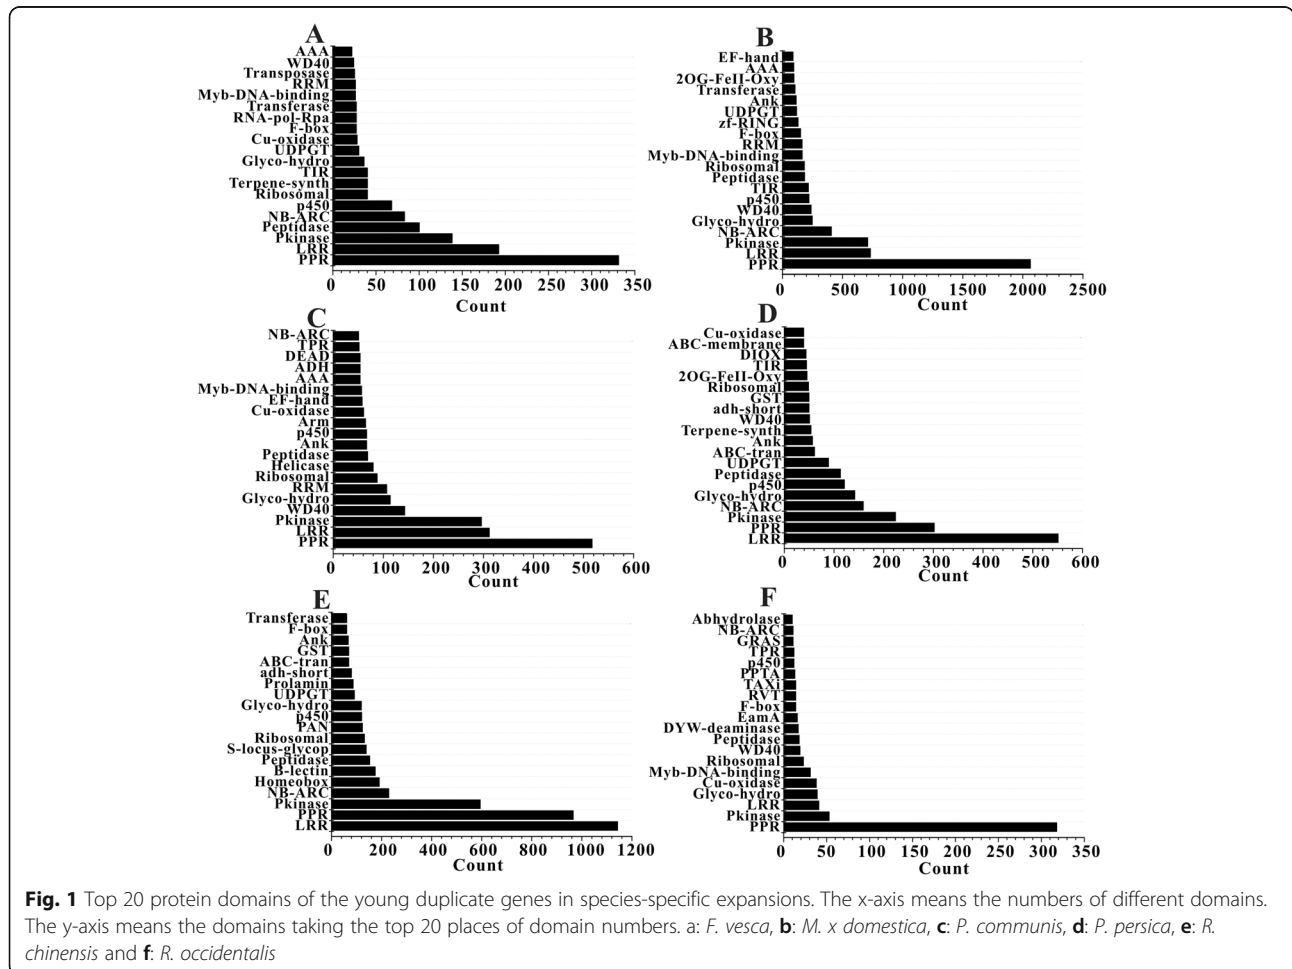 A
AAA
WD40
Transposase
RRM
Myb-DNA-binding
Transferase
RNA-pol-Rpa
F-box
Cu-oxidase
UDPGT
Glyco-hydro
TIR
Terpene-synth
Ribosomal
p450
NB-ARC
Peptidase
Pkinase
LRR
PPR
0 50 100 150 200 250 300 350
Count
B
EF-hand
AAA
2OG-FeII-Oxy
Transferase
Ank
UDPGT
zf-RING
F-box
RRM
Myb-DNA-binding
Ribosomal
Peptidase
TIR
p450
WD40
Glyco-hydro
NB-ARC
Pkinase
LRR
PPR
0 500 1000 1500 2000 2500
Count
C
NB-ARC
TPR
DEAD
ADH
AAA
Myb-DNA-binding
EF-hand
Cu-oxidase
Arm
p450
Ank
Peptidase
Helicase
Ribosomal
RRM
Glyco-hydro
WD40
Pkinase
LRR
PPR
0 100 200 300 400 500 600
Count
D
Cu-oxidase
ABC-membrane
DIOX
TIR
2OG-FeII-Oxy
Ribosomal
GST
adh-short
WD40
Terpene-synth
Ank
ABC-tran
UDPGT
Peptidase
p450
Glyco-hydro
NB-ARC
Pkinase
PPR
LRR
0 100 200 300 400 500 600
Count
E
Transferase
F-box
Ank
GST
ABC-tran
adh-short
Prolamin
UDPGT
Glyco-hydro
p450
PAN
Ribosomal
S-locus-glycop
Peptidase
B-lectin
Homeobox
NB-ARC
Pkinase
PPR
LRR
0 200 400 600 800 1000 1200
Count
F
Abhydrolase
NB-ARC
GRAS
TPR
p450
PPTA
TAXi
RVT
F-box
EamA
DYW-deaminase
Peptidase
WD40
Ribosomal
Myb-DNA-binding
Cu-oxidase
Glyco-hydro
LRR
Pkinase
PPR
0 50 100 150 200 250 300 350
Count
Fig. 1 Top 20 protein domains of the young duplicate genes in species-specific expansions. The x-axis means the numbers of different domains.
The y-axis means the domains taking the top 20 places of domain numbers. a: F. vesca, b: M. x domestica, c: P. communis, d: P. persica, e: R.
chinensis and f: R. occidentalis